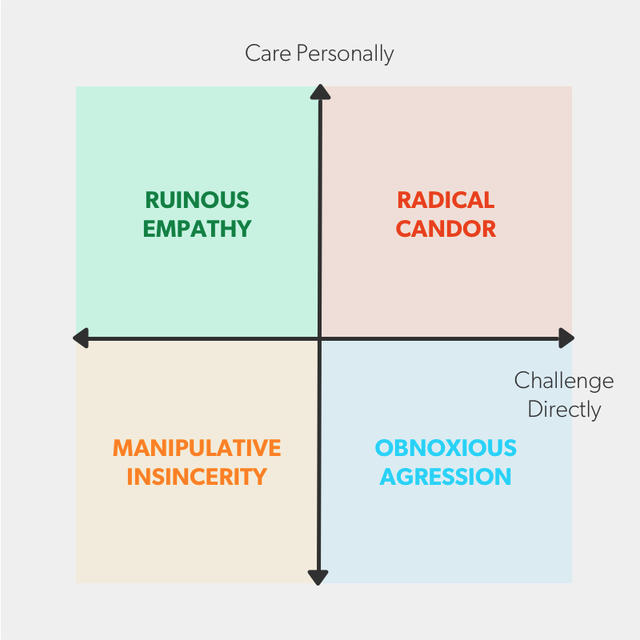 Care Personally
RUINOUS
EMPATHY
RADICAL
CANDOR
Challenge
Directly
MANIPULATIVE
INSINCERITY
OBNOXIOUS
AGRESSION